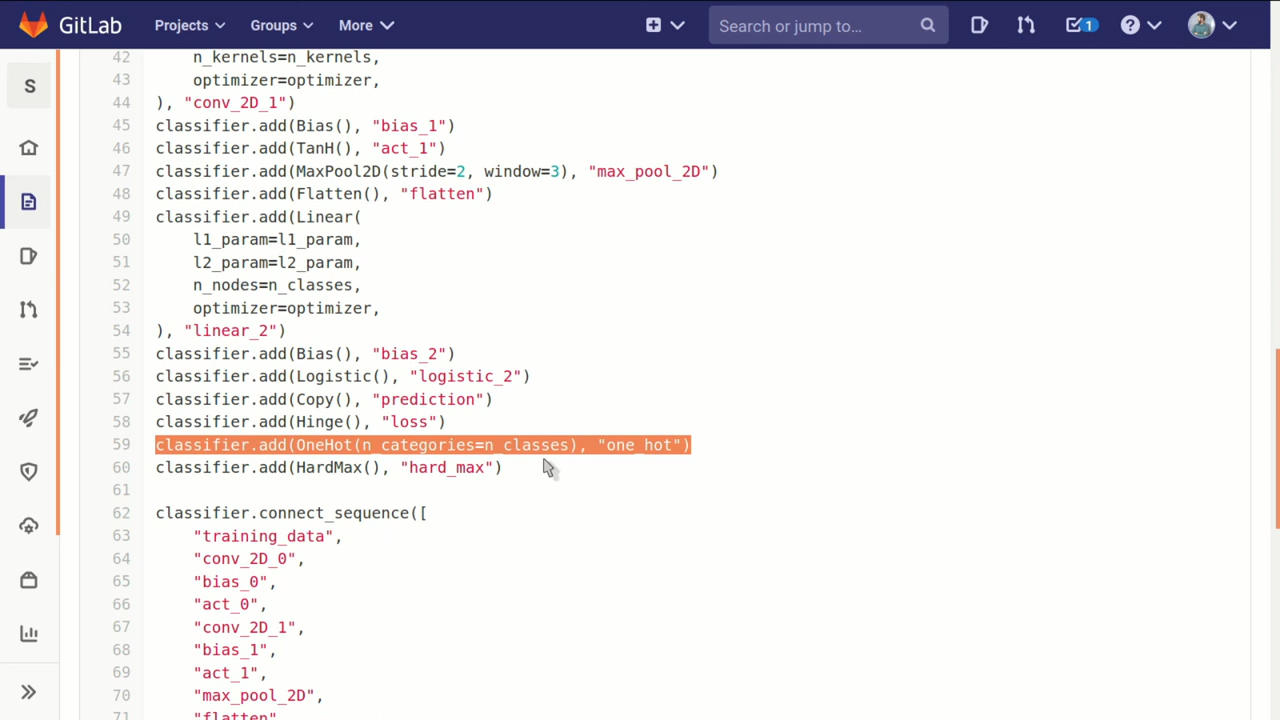 GitLab Projects Groups More Search or jump to… 1
S
42 n_kernels=n_kernels,
43 optimizer=optimizer,
44 ), "conv_2D_1")
45 classifier.add(Bias(), "bias_1")
46 classifier.add(TanH(), "act_1")
47 classifier.add(MaxPool2D(stride=2, window=3), "max_pool_2D")
48 classifier.add(Flatten(), "flatten")
49 classifier.add(Linear(
50 l1_param=l1_param,
51 l2_param=l2_param,
52 n_nodes=n_classes,
53 optimizer=optimizer,
54 ), "linear_2")
55 classifier.add(Bias(), "bias_2")
56 classifier.add(Logistic(), "logistic_2")
57 classifier.add(Copy(), "prediction")
58 classifier.add(Hinge(), "loss")
59 classifier.add(OneHot(n_categories=n_classes), "one_hot")
60 classifier.add(HardMax(), "hard_max")
61
62 classifier.connect_sequence([
63 "training_data",
64 "conv_2D_0",
65 "bias_0",
66 "act_0",
67 "conv_2D_1",
68 "bias_1",
69 "act_1",
70 "max_pool_2D",
71 "flatten"